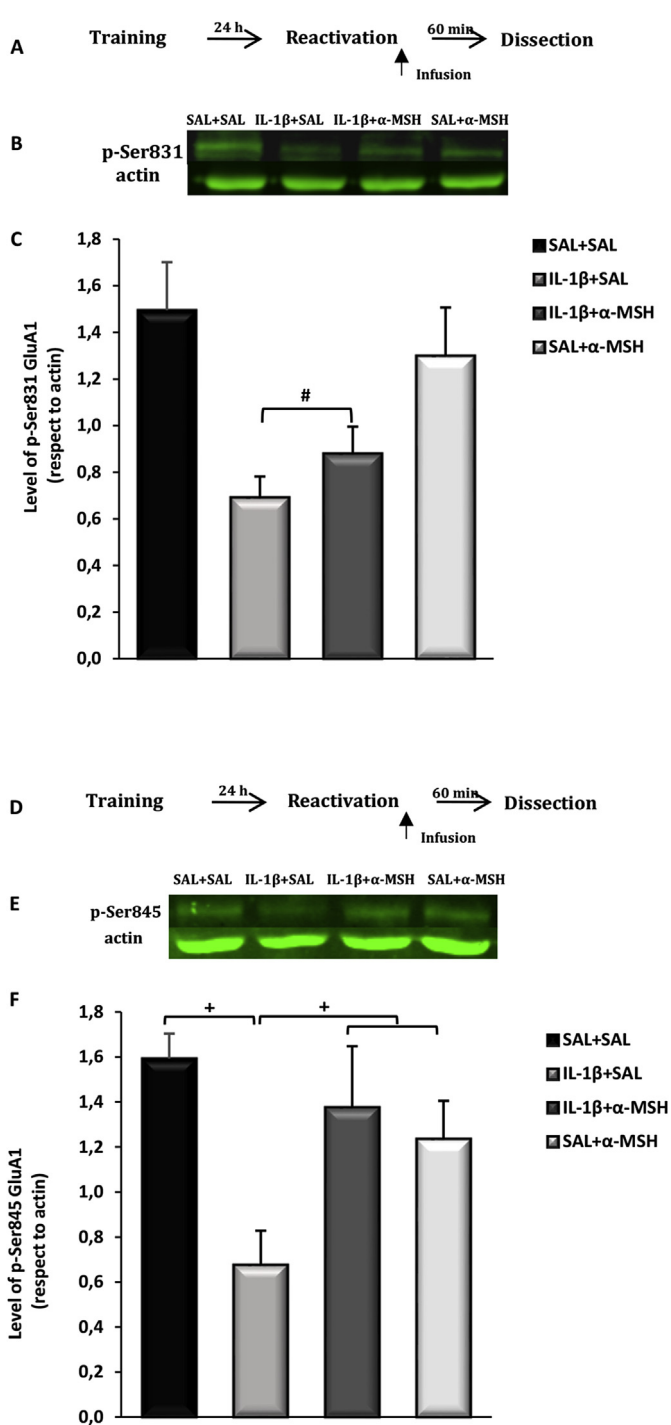 A
Training 24 h Reactivation 60 min Dissection
Infusion
B
SAL+SAL IL-1β+SAL IL-1β+α-MSH SAL+α-MSH
p-Ser831
actin
C
Level of p-Ser831 GluA1
(respect to actin)
1,8
1,6
1,4
1,2
1,0
0,8
0,6
0,4
0,2
0,0
#
SAL+SAL
IL-1β+SAL
IL-1β+α-MSH
SAL+α-MSH
D
Training 24 h Reactivation 60 min Dissection
Infusion
E
SAL+SAL IL-1β+SAL IL-1β+α-MSH SAL+α-MSH
p-Ser845
actin
F
Level of p-Ser845 GluA1
(respect to actin)
1,8
1,6
1,4
1,2
1,0
0,8
0,6
0,4
0,2
0,0
+ +
SAL+SAL
IL-1β+SAL
IL-1β+α-MSH
SAL+α-MSH